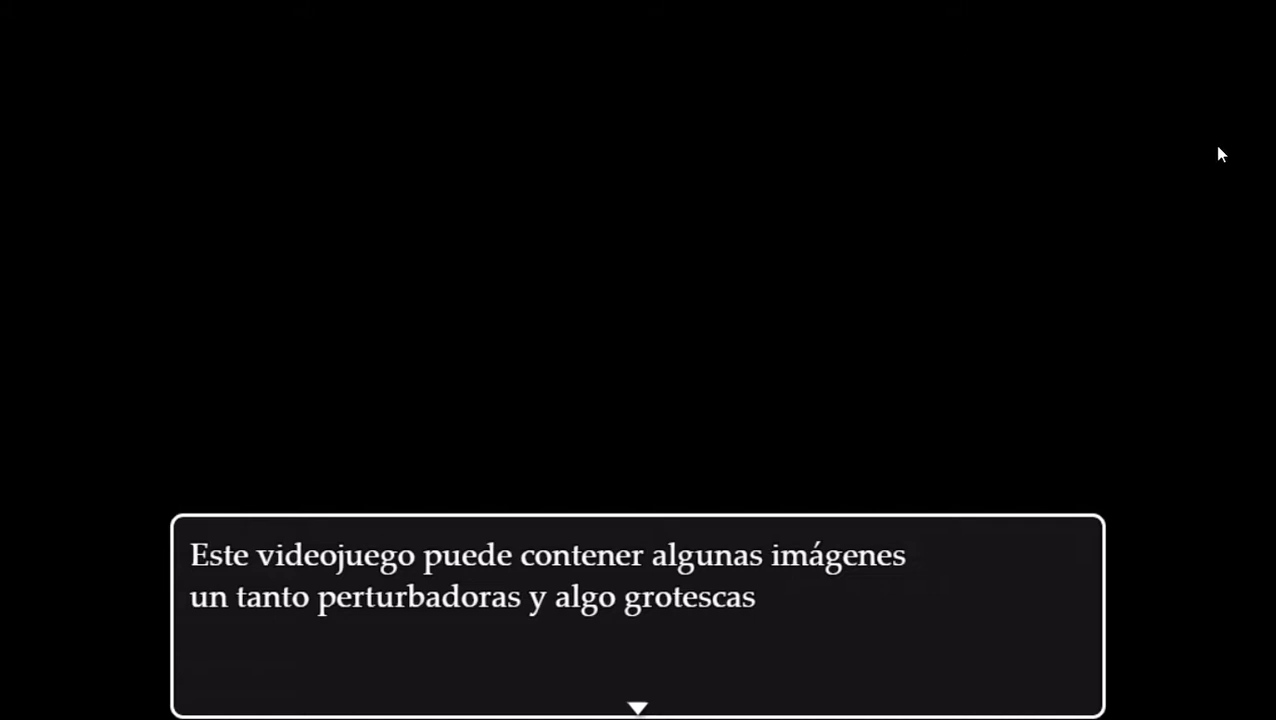 Este videojuego puede contener algunas imágenes
un tanto perturbadoras y algo grotescas